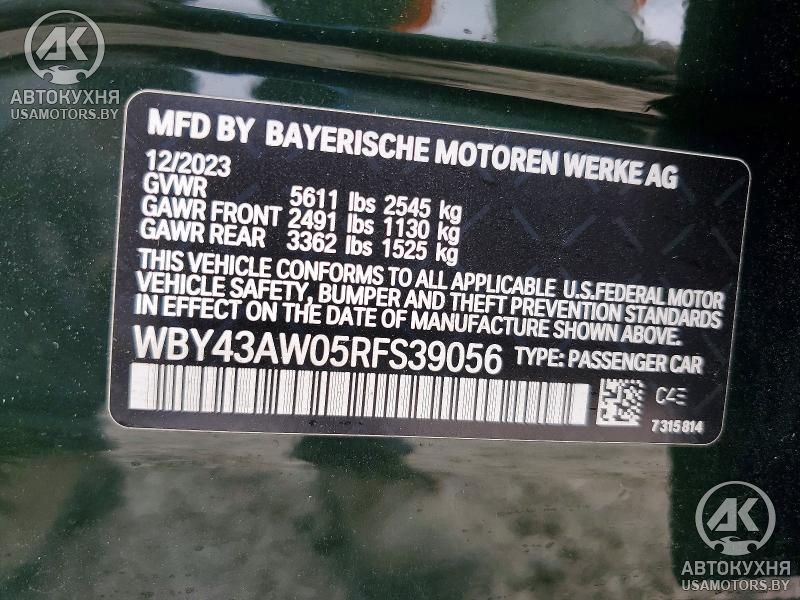 AK
АВТОКУХНЯ
USAMOTORS.BY
MFD BY BAYERISCHE MOTOREN WERKE AG
12/2023
GVWR 5611 lbs 2545 kg
GAWR FRONT 2491 lbs 1130 kg
GAWR REAR 3362 lbs 1525 kg
THIS VEHICLE CONFORMS TO ALL APPLICABLE U.S.FEDERAL MOTOR
VEHICLE SAFETY, BUMPER AND THEFT PREVENTION STANDARDS
IN EFFECT ON THE DATE OF MANUFACTURE SHOWN ABOVE.
WBY43AW05RFS39056 TYPE: PASSENGER CAR
C4E
7315814
AK
АВТОКУХНЯ
USAMOTORS.BY